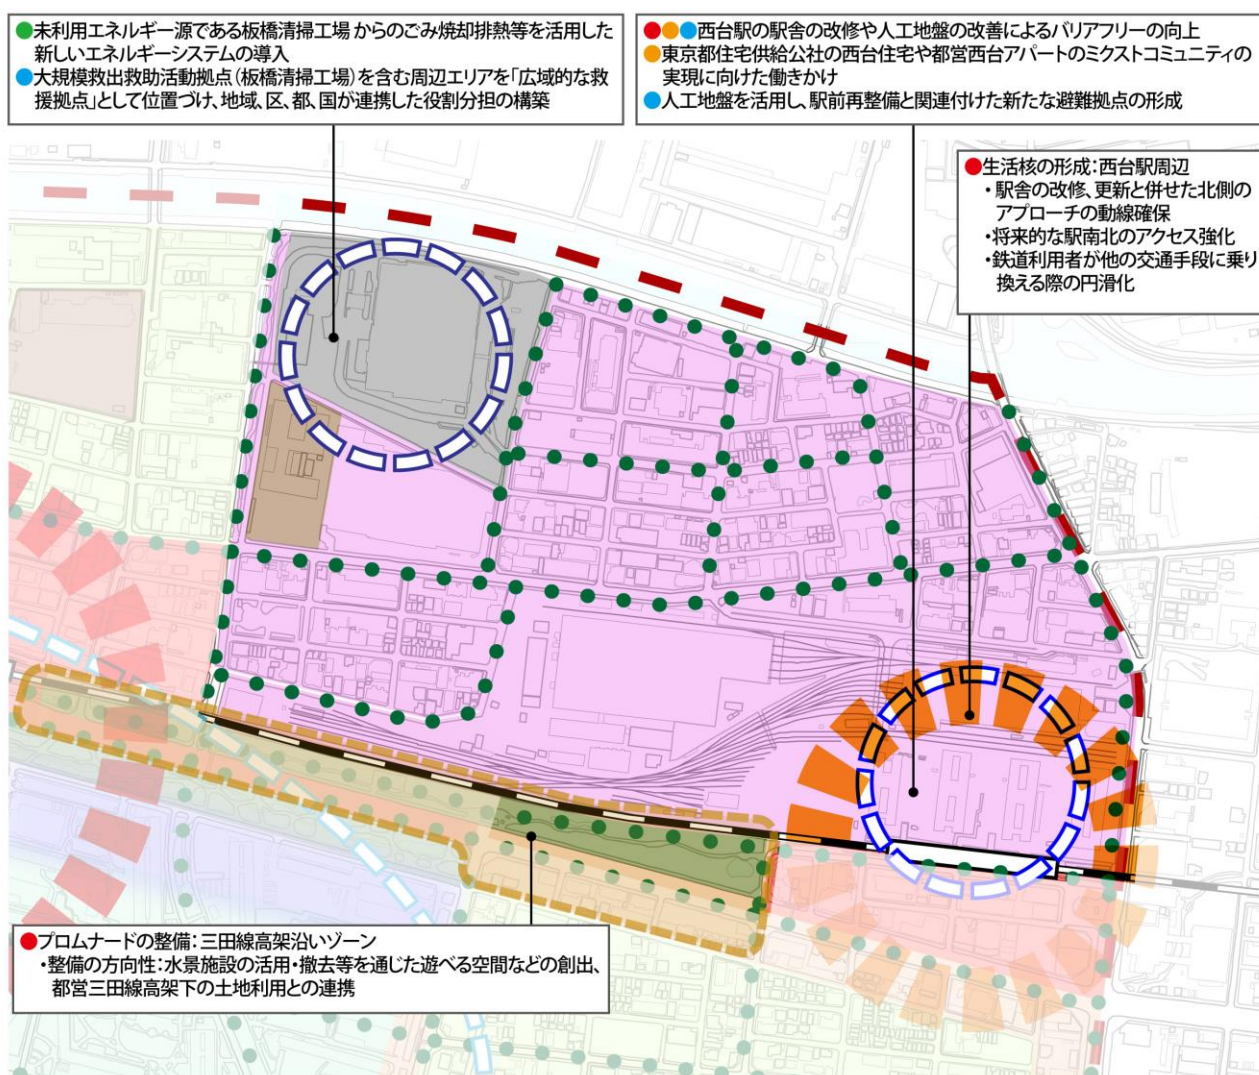 ●未利用エネルギー源である板橋清掃工場からのごみ焼却排熱等を活用した
新しいエネルギーシステムの導入
●大規模救出救助活動拠点(板橋清掃工場)を含む周辺エリアを「広域的な救
援拠点」として位置づけ、地域、区、都、国が連携した役割分担の構築
●●●西台駅の駅舎の改修や人工地盤の改善によるバリアフリーの向上
●東京都住宅供給公社の西台住宅や都営西台アパートのミクストコミュニティの
実現に向けた働きかけ
●人工地盤を活用し、駅前再整備と関連付けた新たな避難拠点の形成
●生活核の形成：西台駅周辺
・駅舎の改修、更新と併せた北側の
アプローチの動線確保
・将来的な駅南北のアクセス強化
・鉄道利用者が他の交通手段に乗り
換える際の円滑化
●プロムナードの整備：三田線高架沿いゾーン
・整備の方向性：水景施設の活用・撤去等を通じた遊べる空間などの創出、
都営三田線高架下の土地利用との連携